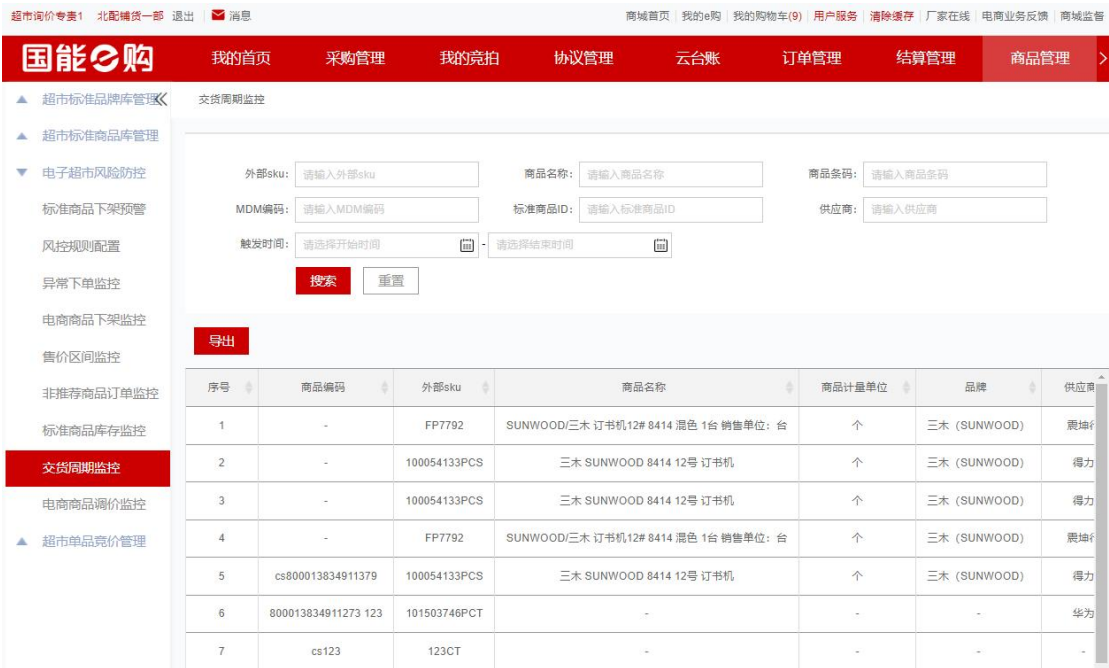 超市询价专责1 北配铺货一部 退出 消息 商城首页 我的e购 我的购物车(9) 用户服务 清除缓存 厂家在线 电商业务反馈 商城监督
国能e购 我的首页 采购管理 我的竞拍 协议管理 云台账 订单管理 结算管理 商品管理 >
超市标准品牌库管理 交货周期监控
超市标准商品库管理
电子超市风险防控 外部sku: 请输入外部sku 商品名称: 请输入商品名称 商品条码: 请输入商品条码
标准商品下架预警 MDM编码: 请输入MDM编码 标准商品ID: 请输入标准商品ID 供应商: 请输入供应商
风控规则配置 触发时间: 请选择开始时间 - 请选择结束时间
异常下单监控 搜索 重置
电商商品下架监控 导出
售价区间监控
非推荐商品订单监控 序号 商品编码 外部sku 商品名称 商品计量单位 品牌 供应商
标准商品库存监控 1 - FP7792 SUNWOOD/三木 订书机12# 8414 混色 1台 销售单位：台 个 三木（SUNWOOD） 震坤行
交货周期监控 2 - 100054133PCS 三木 SUNWOOD 8414 12号 订书机 个 三木（SUNWOOD） 得力
电商商品调价监控 3 - 100054133PCS 三木 SUNWOOD 8414 12号 订书机 个 三木（SUNWOOD） 得力
超市单品竞价管理 4 - FP7792 SUNWOOD/三木 订书机12# 8414 混色 1台 销售单位：台 个 三木（SUNWOOD） 震坤行
5 cs800013834911379 100054133PCS 三木 SUNWOOD 8414 12号 订书机 个 三木（SUNWOOD） 得力
6 800013834911273 123 101503746PCT - - - 华为
7 cs123 123CT - - - -